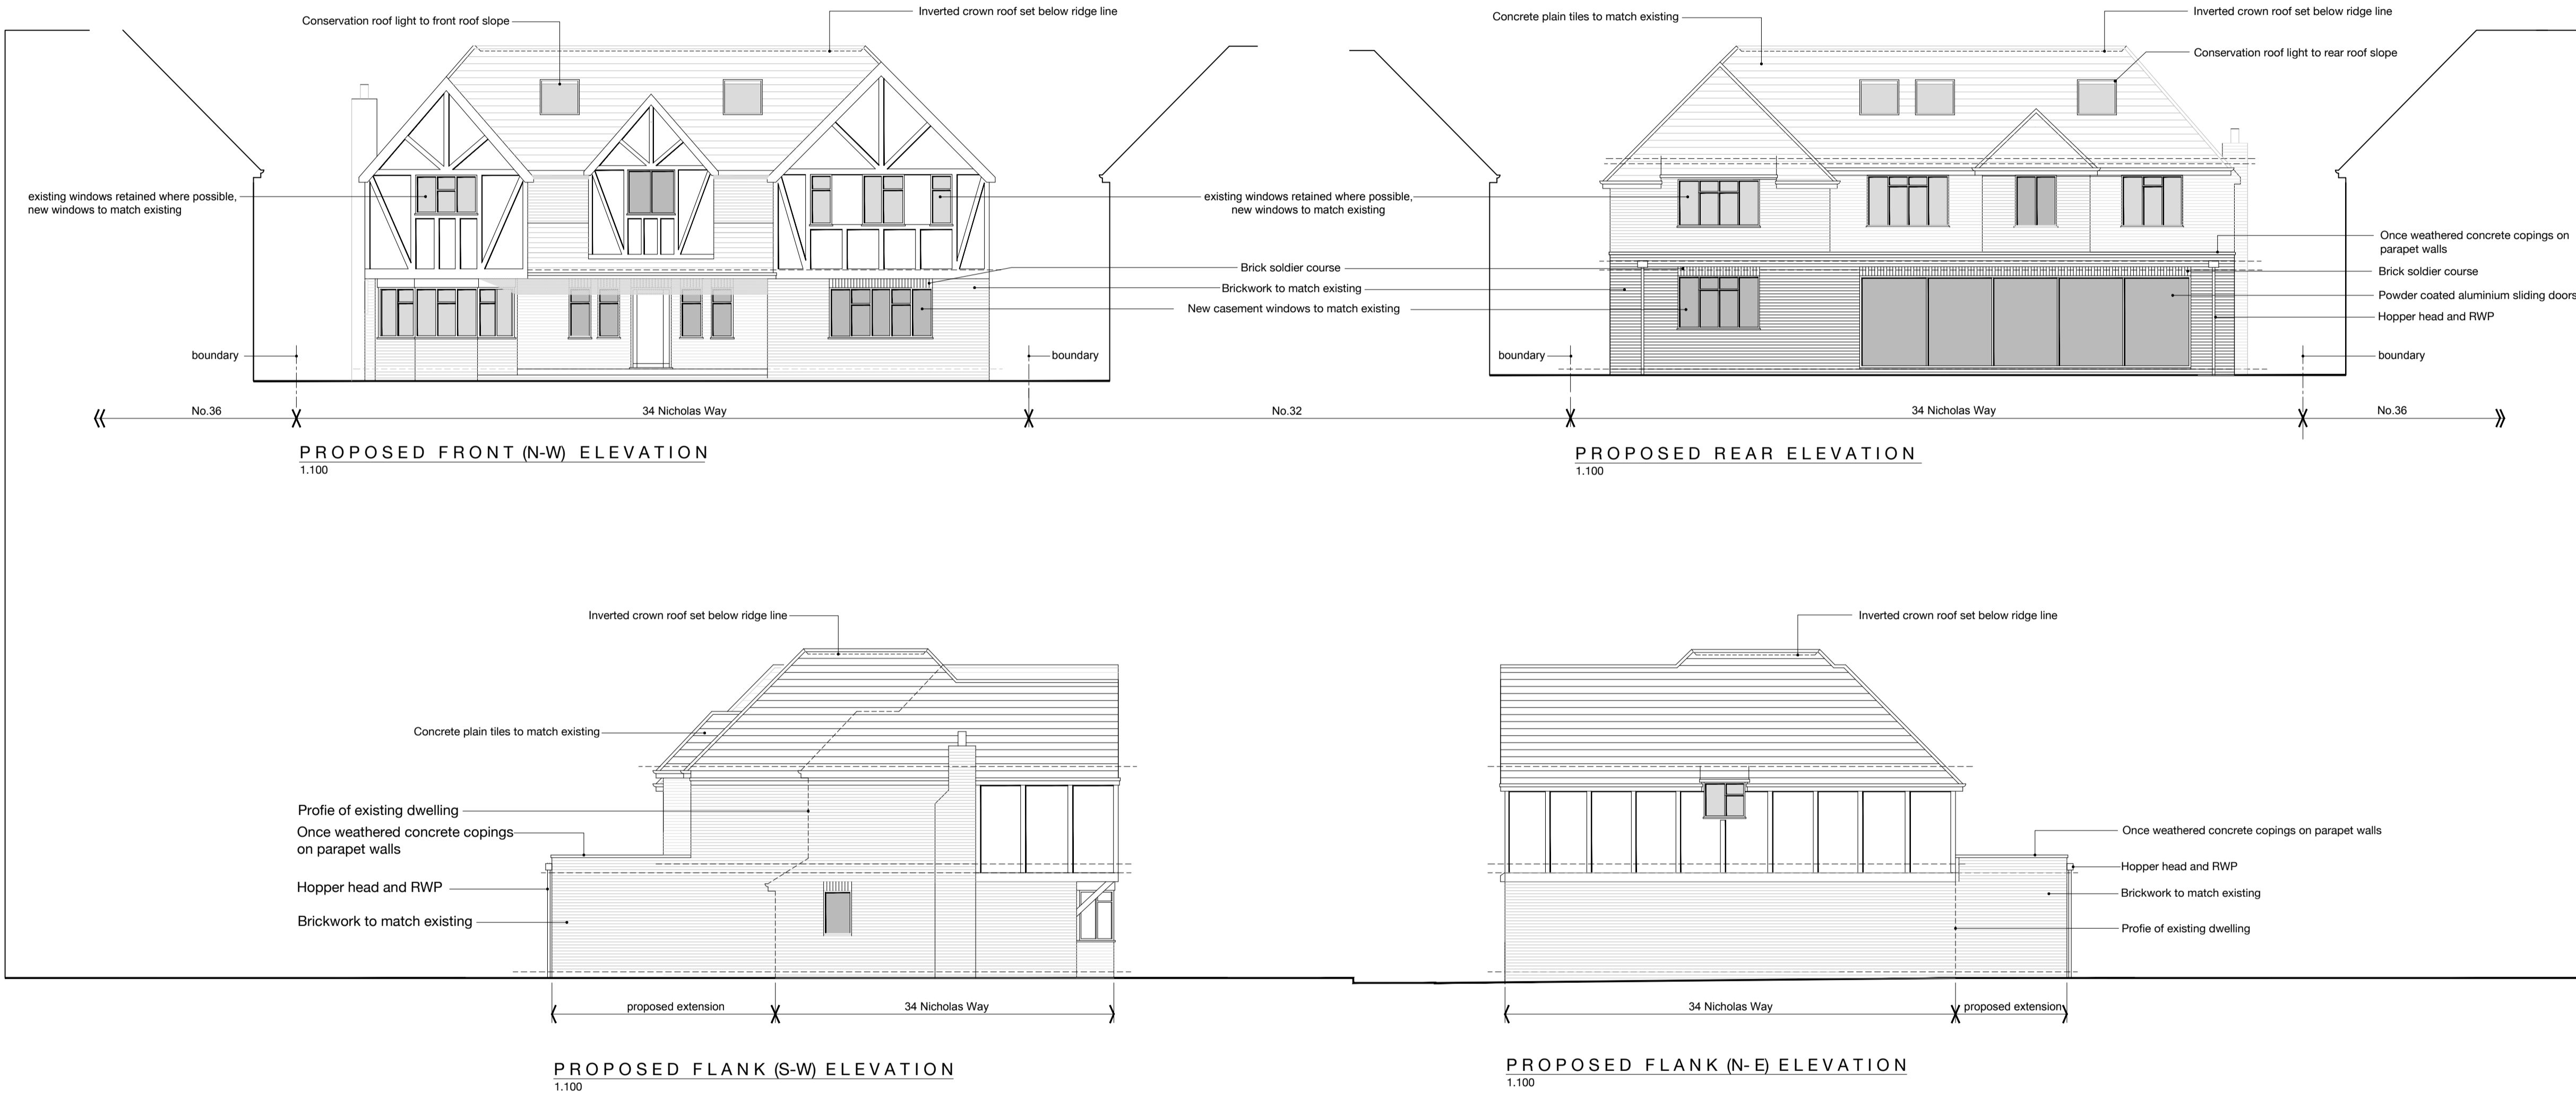 Conservation roof light to front roof slope
Inverted crown roof set below ridge line
existing windows retained where possible,
new windows to match existing
boundary
boundary
No.36
34 Nicholas Way
No.32
PROPOSED FRONT (N-W) ELEVATION
1.100
existing windows retained where possible,
new windows to match existing
Brick soldier course
Brickwork to match existing
New casement windows to match existing
Concrete plain tiles to match existing
Inverted crown roof set below ridge line
Conservation roof light to rear roof slope
Once weathered concrete copings on
parapet walls
Brick soldier course
Powder coated aluminium sliding doors
Hopper head and RWP
boundary
boundary
34 Nicholas Way
No.36
PROPOSED REAR ELEVATION
1.100
Inverted crown roof set below ridge line
Concrete plain tiles to match existing
Profie of existing dwelling
Once weathered concrete copings
on parapet walls
Hopper head and RWP
Brickwork to match existing
proposed extension
34 Nicholas Way
PROPOSED FLANK (S-W) ELEVATION
1.100
Inverted crown roof set below ridge line
Once weathered concrete copings on parapet walls
Hopper head and RWP
Brickwork to match existing
Profie of existing dwelling
34 Nicholas Way
proposed extension
PROPOSED FLANK (N-E) ELEVATION
1.100